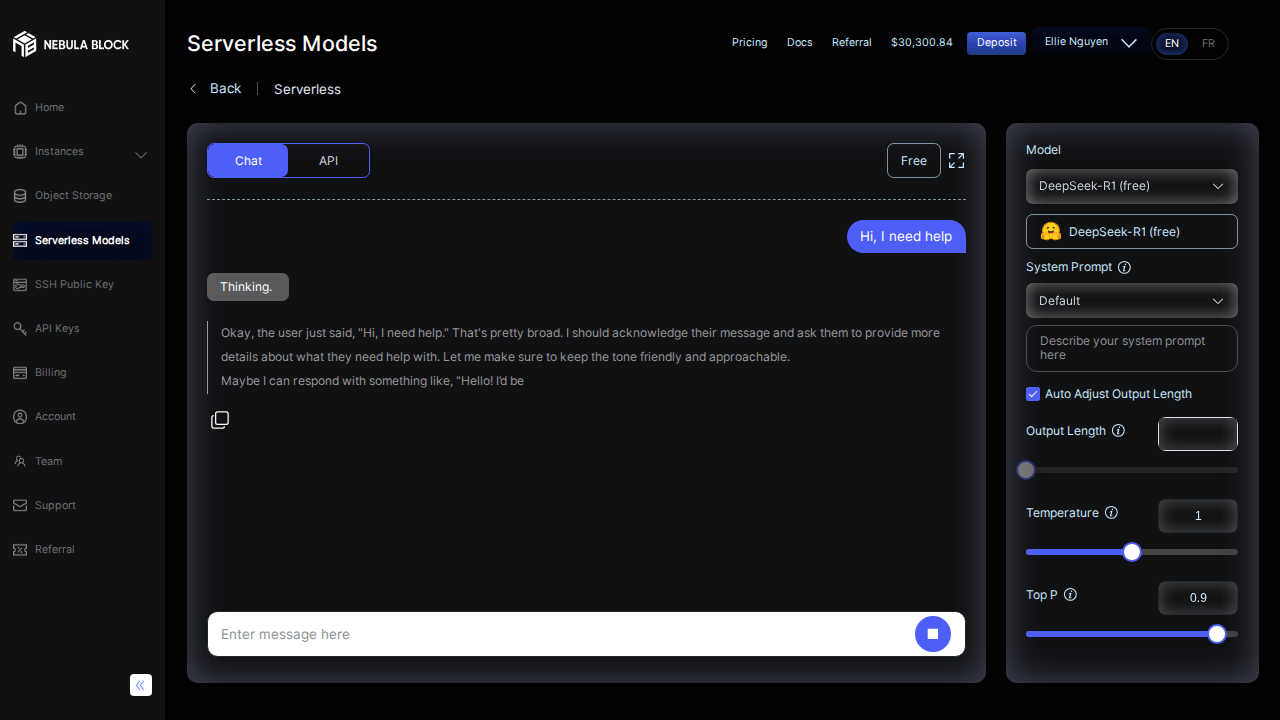 NEBULA BLOCK
Home
Instances
Object Storage
Serverless Models
SSH Public Key
API Keys
Billing
Account
Team
Support
Referral
Serverless Models
Pricing
Docs
Referral
$30,300.84
Deposit
Ellie Nguyen
EN
FR
Back
Serverless
Chat
API
Free
Hi, I need help
Thinking.
Okay, the user just said, "Hi, I need help." That's pretty broad. I should acknowledge their message and ask them to provide more
details about what they need help with. Let me make sure to keep the tone friendly and approachable.
Maybe I can respond with something like, "Hello! I'd be
Enter message here
Model
DeepSeek-R1 (free)
DeepSeek-R1 (free)
System Prompt
Default
Describe your system prompt
here
Auto Adjust Output Length
Output Length
Temperature
1
Top P
0.9